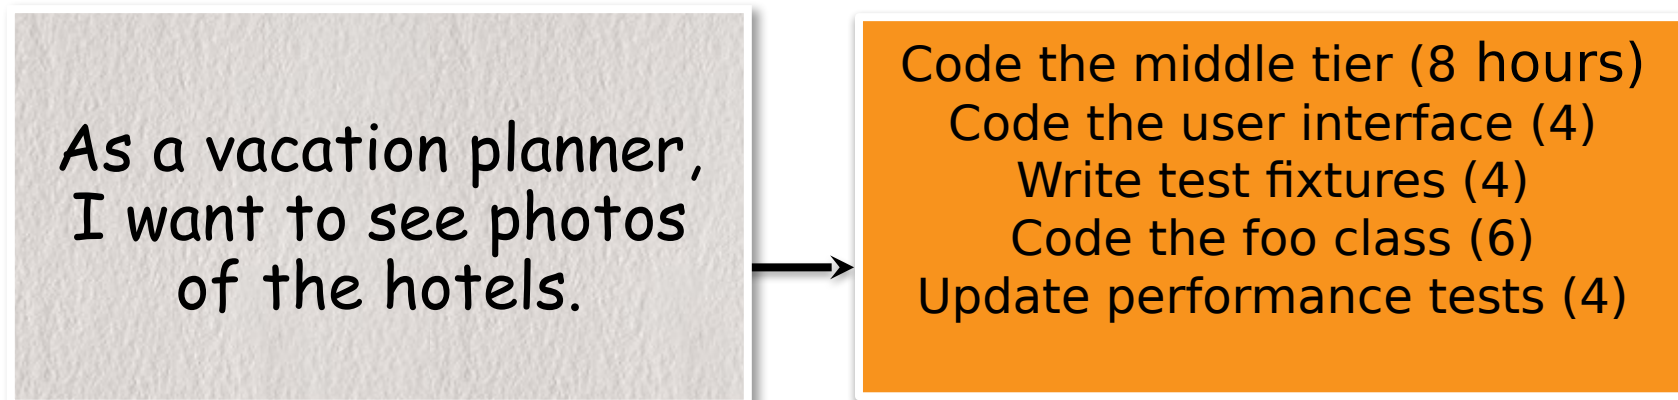 As a vacation planner,
I want to see photos
of the hotels.
Code the middle tier (8 hours)
Code the user interface (4)
Write test fixtures (4)
Code the foo class (6)
Update performance tests (4)